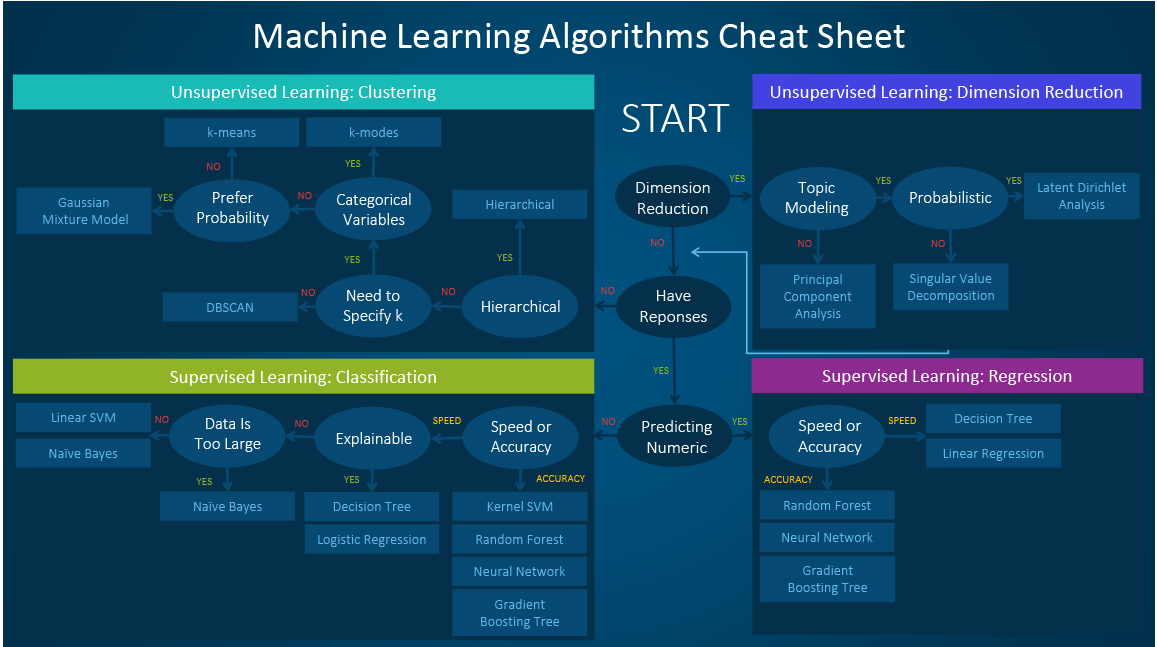 Machine Learning Algorithms Cheat Sheet
Unsupervised Learning: Clustering
k-means
k-modes
NO
YES
Gaussian
Mixture Model
YES
Prefer
Probability
NO
Categorical
Variables
Hierarchical
YES
YES
DBSCAN
NO
Need to
Specify k
NO
Hierarchical
START
Dimension
Reduction
YES
NO
Have
Reponses
NO
YES
Predicting
Numeric
NO
YES
Unsupervised Learning: Dimension Reduction
Topic
Modeling
YES
Probabilistic
YES
Latent Dirichlet
Analysis
NO
NO
Principal
Component
Analysis
Singular Value
Decomposition
Supervised Learning: Classification
Linear SVM
Naïve Bayes
NO
Data Is
Too Large
NO
Explainable
SPEED
Speed or
Accuracy
YES
YES
ACCURACY
Naïve Bayes
Decision Tree
Logistic Regression
Kernel SVM
Random Forest
Neural Network
Gradient
Boosting Tree
Supervised Learning: Regression
Speed or
Accuracy
SPEED
Decision Tree
Linear Regression
ACCURACY
Random Forest
Neural Network
Gradient
Boosting Tree